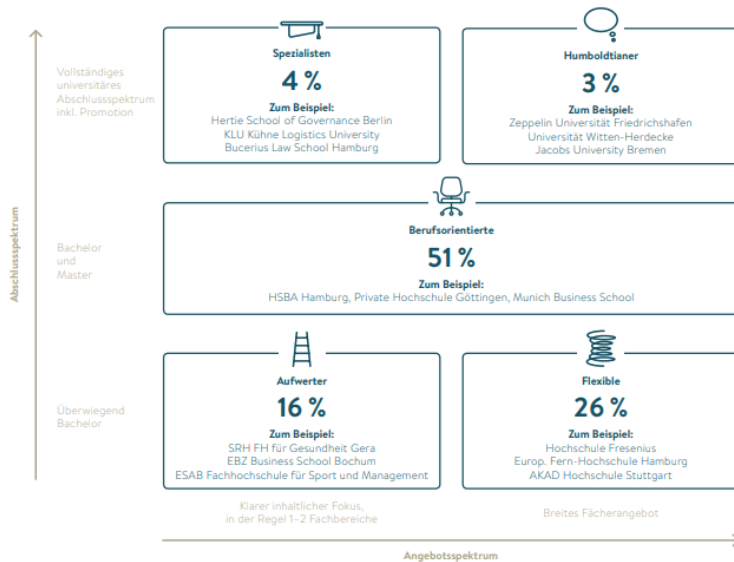 Vollständiges
universitäres
Abschlussspektrum
inkl. Promotion
Spezialisten
4 %
Zum Beispiel:
Hertie School of Governance Berlin
KLU Kühne Logistics University
Bucerius Law School Hamburg
Humboldtianer
3 %
Zum Beispiel:
Zeppelin Universität Friedrichshafen
Universität Witten-Herdecke
Jacobs University Bremen
Abschlussspektrum
Bachelor
und
Master
Berufsorientierte
51 %
Zum Beispiel:
HSBA Hamburg, Private Hochschule Göttingen, Munich Business School
Überwiegend
Bachelor
Aufwerter
16 %
Zum Beispiel:
SRH FH für Gesundheit Gera
EBZ Business School Bochum
ESAB Fachhochschule für Sport und Management
Flexible
26 %
Zum Beispiel:
Hochschule Fresenius
Europ. Fern-Hochschule Hamburg
AKAD Hochschule Stuttgart
Klarer inhaltlicher Fokus,
in der Regel 1–2 Fachbereiche
Breites Fächerangebot
Angebotsspektrum